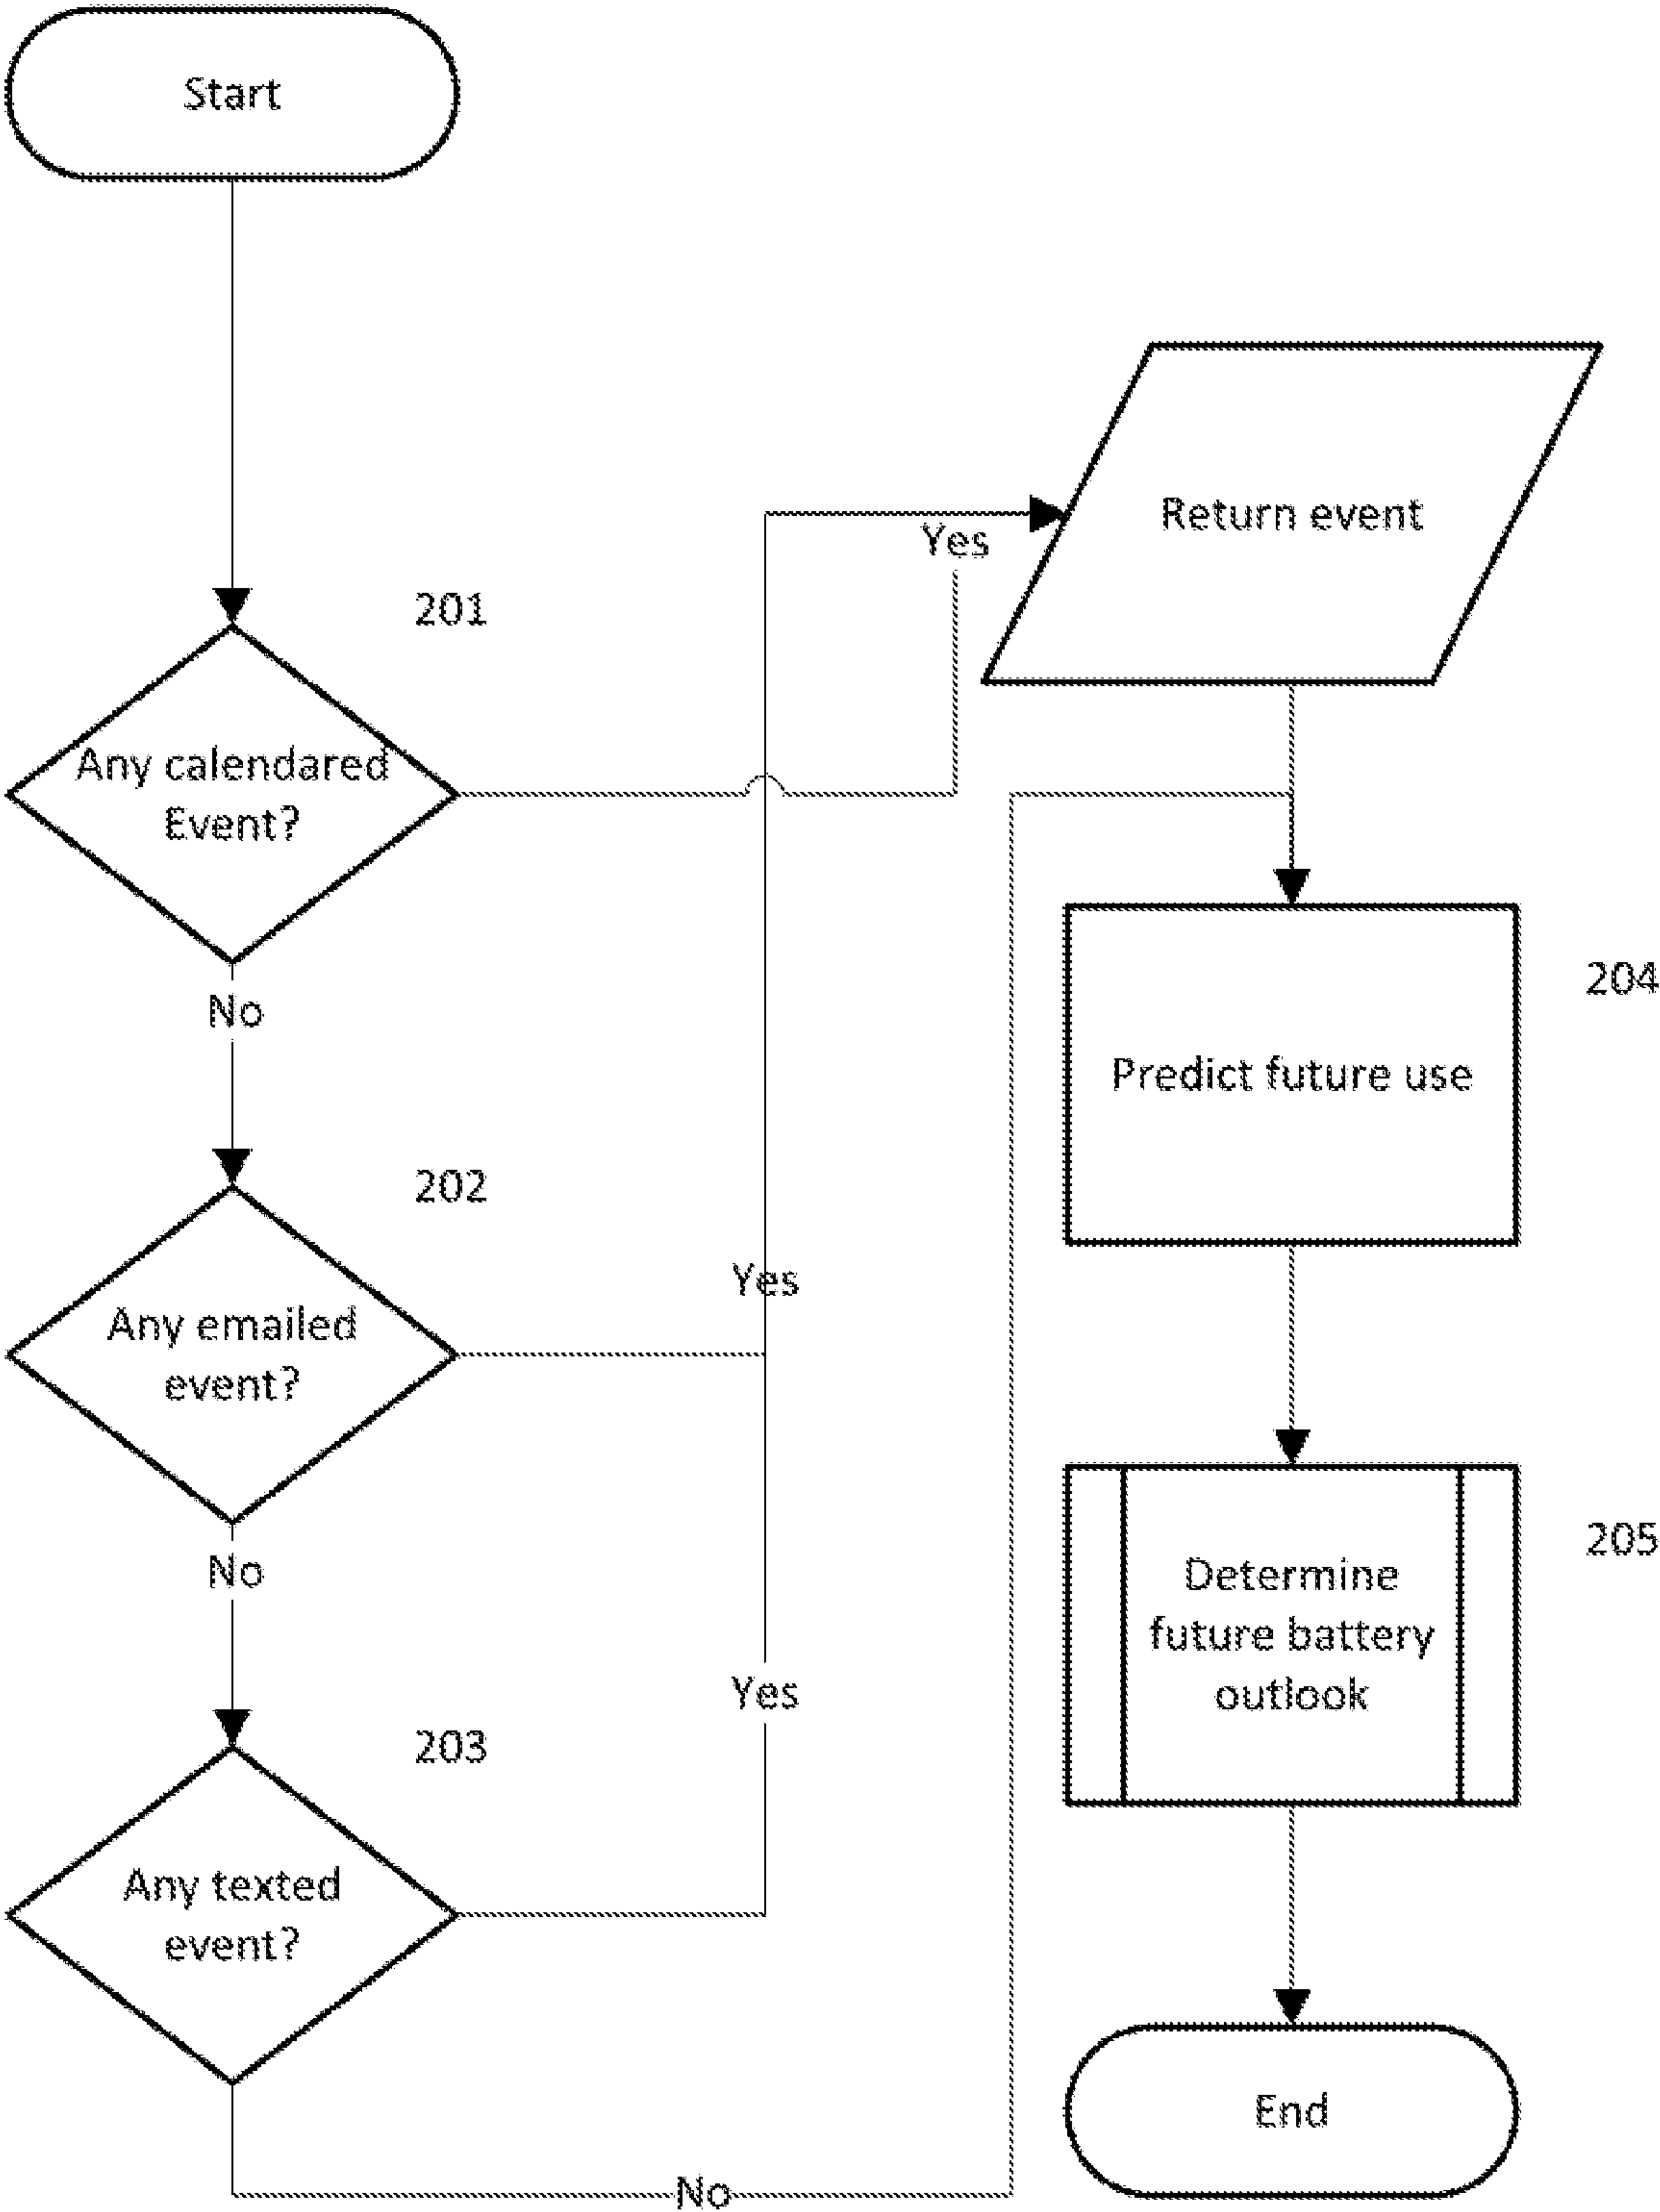 Start
201
Any calendared
Event?
No
202
Any emailed
event?
No
203
Any texted
event?
No
Yes
Yes
Yes
Return event
204
Predict future use
205
Determine
future battery
outlook
End